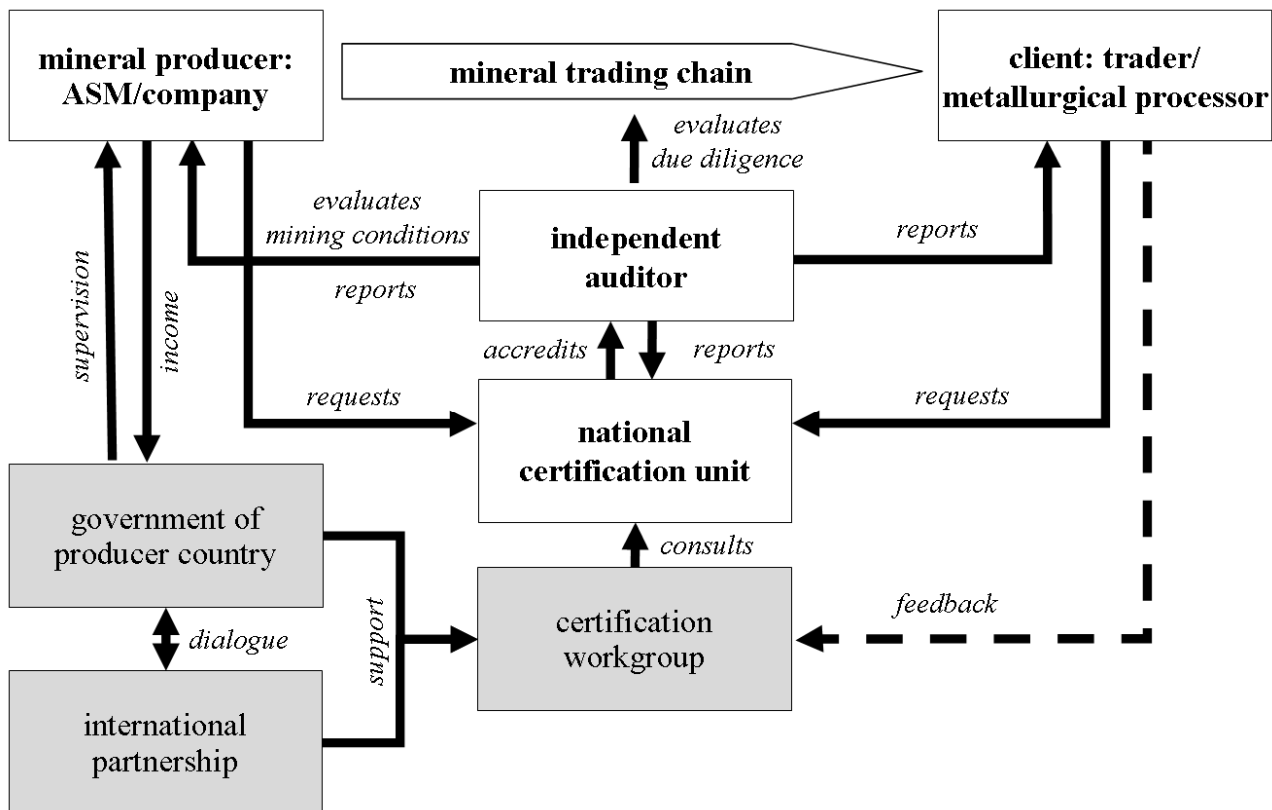 mineral producer:
ASM/company
mineral trading chain
client: trader/
metallurgical processor
evaluates
due diligence
evaluates
mining conditions
reports
independent
auditor
reports
supervision
income
accredits
reports
requests
national
certification unit
requests
government of
producer country
consults
support
certification
workgroup
feedback
dialogue
international
partnership